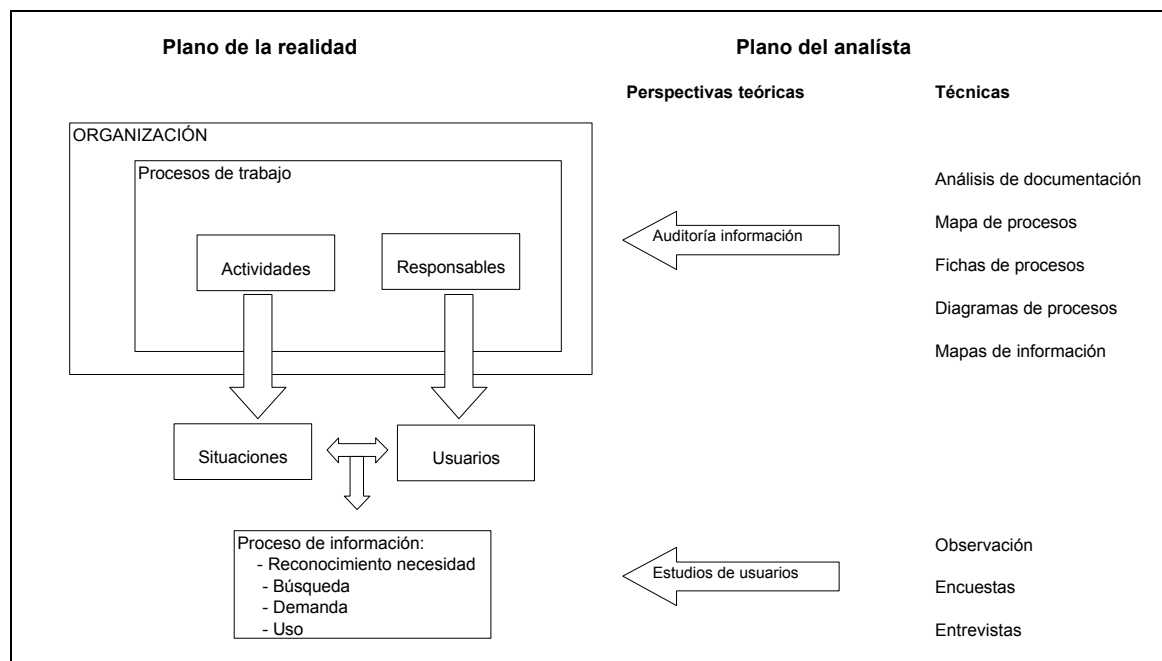 Plano de la realidad
Plano del analísta
Perspectivas teóricas
Técnicas
ORGANIZACIÓN
Procesos de trabajo
Actividades
Responsables
Situaciones
Usuarios
Proceso de información:
- Reconocimiento necesidad
- Búsqueda
- Demanda
- Uso
Auditoría información
Estudios de usuarios
Análisis de documentación
Mapa de procesos
Fichas de procesos
Diagramas de procesos
Mapas de información
Observación
Encuestas
Entrevistas